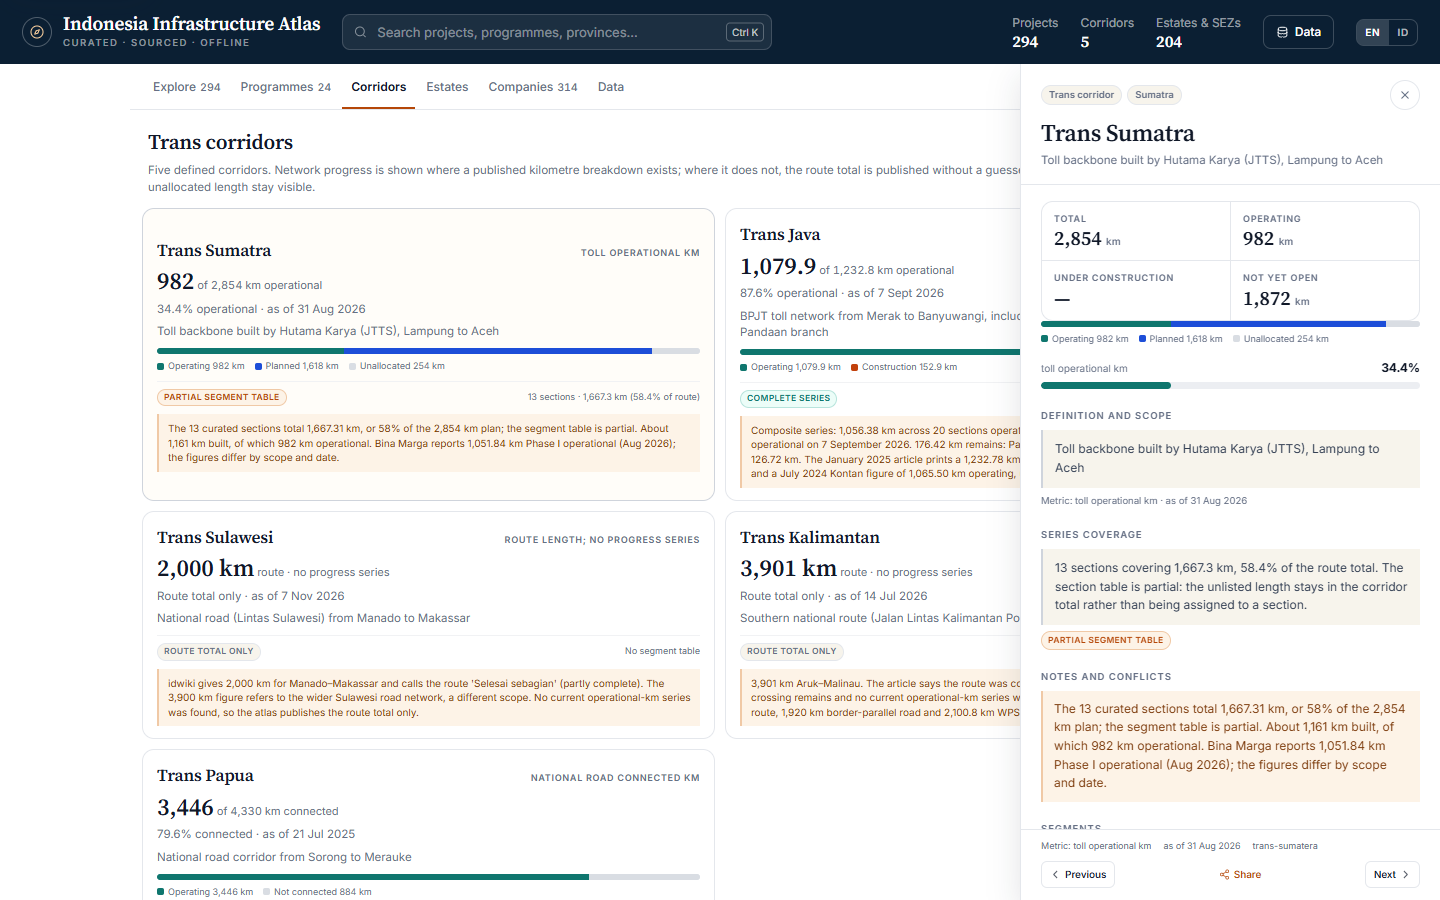 Indonesia Infrastructure Atlas
CURATED · SOURCED · OFFLINE
Search projects, programmes, provinces...
Ctrl K
Projects
294
Corridors
5
Estates & SEZs
204
Data
EN
ID
Explore 294
Programmes 24
Corridors
Estates
Companies 314
Data
Trans corridors
Five defined corridors. Network progress is shown where a published kilometre breakdown exists; where it does not, the route total is published without a
unallocated length stay visible.
Trans Sumatra
TOLL OPERATIONAL KM
982 of 2,854 km operational
34.4% operational · as of 31 Aug 2026
Toll backbone built by Hutama Karya (JTTS), Lampung to Aceh
Operating 982 km
Planned 1,618 km
Unallocated 254 km
PARTIAL SEGMENT TABLE
13 sections · 1,667.3 km (58.4% of route)
The 13 curated sections total 1,667.31 km, or 58% of the 2,854 km plan; the segment table is partial. About
1,161 km built, of which 982 km operational. Bina Marga reports 1,051.84 km Phase I operational (Aug 2026);
the figures differ by scope and date.
Trans Java
1,079.9 of 1,232.8 km operational
87.6% operational · as of 7 Sept 2026
BPJT toll network from Merak to Banyuwangi,
Pandaan branch
Operating 1,079.9 km
Construction 152.9 km
COMPLETE SERIES
Composite series: 1,056.38 km across 20 sections
operational on 7 September 2026. 176.42 km remains:
126.72 km. The January 2025 article prints a 1,232.78 km
and a July 2024 Kontan figure of 1,065.50 km operating,
Trans Sulawesi
ROUTE LENGTH; NO PROGRESS SERIES
2,000 km route · no progress series
Route total only · as of 7 Nov 2026
National road (Lintas Sulawesi) from Manado to Makassar
ROUTE TOTAL ONLY
No segment table
idwiki gives 2,000 km for Manado–Makassar and calls the route 'Selesai sebagian' (partly complete). The
3,900 km figure refers to the wider Sulawesi road network, a different scope. No current operational-km series
was found, so the atlas publishes the route total only.
Trans Kalimantan
3,901 km route · no progress series
Route total only · as of 14 Jul 2026
Southern national route (Jalan Lintas Kalimantan
ROUTE TOTAL ONLY
3,901 km Aruk–Malinau. The article says the route was
crossing remains and no current operational-km series
route, 1,920 km border-parallel road and 2,100.8 km
Trans Papua
NATIONAL ROAD CONNECTED KM
3,446 of 4,330 km connected
79.6% connected · as of 21 Jul 2025
National road corridor from Sorong to Merauke
Operating 3,446 km
Not connected 884 km
Trans corridor
Sumatra
Trans Sumatra
Toll backbone built by Hutama Karya (JTTS), Lampung to Aceh
TOTAL
2,854 km
OPERATING
982 km
UNDER CONSTRUCTION
—
NOT YET OPEN
1,872 km
Operating 982 km
Planned 1,618 km
Unallocated 254 km
toll operational km
34.4%
DEFINITION AND SCOPE
Toll backbone built by Hutama Karya (JTTS), Lampung to
Aceh
Metric: toll operational km · as of 31 Aug 2026
SERIES COVERAGE
13 sections covering 1,667.3 km, 58.4% of the route total. The
section table is partial: the unlisted length stays in the corridor
total rather than being assigned to a section.
PARTIAL SEGMENT TABLE
NOTES AND CONFLICTS
The 13 curated sections total 1,667.31 km, or 58% of the 2,854
km plan; the segment table is partial. About 1,161 km built, of
which 982 km operational. Bina Marga reports 1,051.84 km
Phase I operational (Aug 2026); the figures differ by scope
and date.
SEGMENTS
Metric: toll operational km
as of 31 Aug 2026
trans-sumatera
Previous
Share
Next